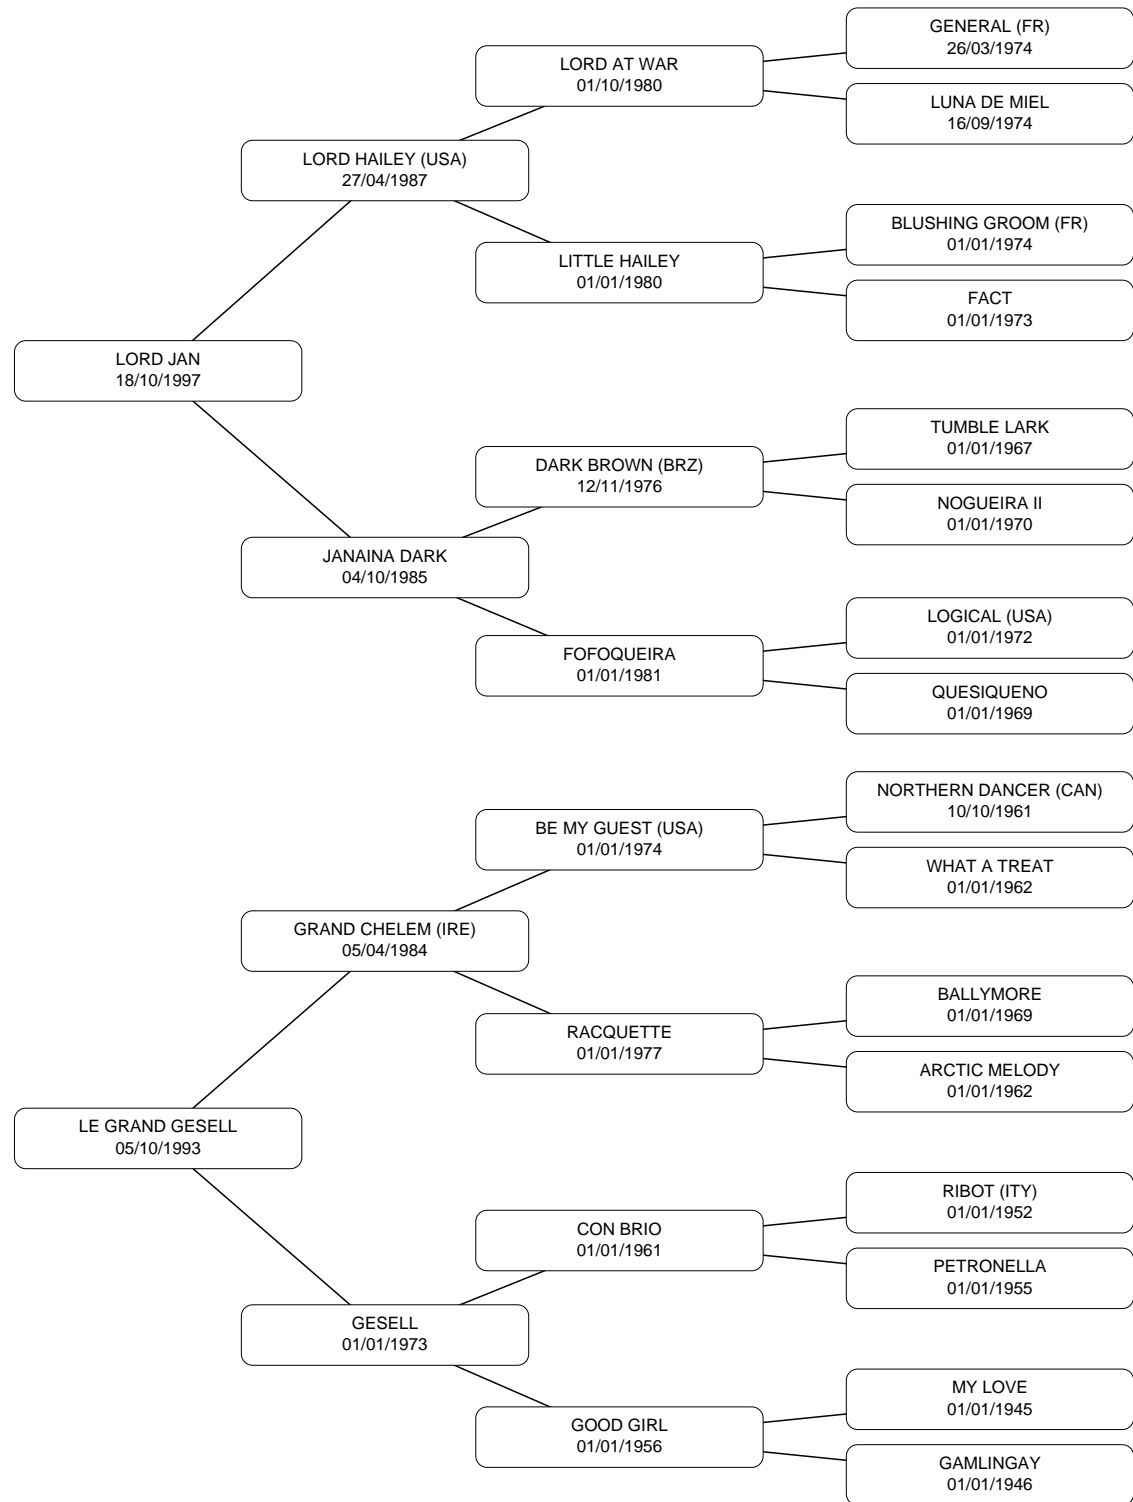 GENERAL (FR)
26/03/1974
LORD AT WAR
01/10/1980
LUNA DE MIEL
16/09/1974
LORD HAILEY (USA)
27/04/1987
BLUSHING GROOM (FR)
01/01/1974
LITTLE HAILEY
01/01/1980
FACT
01/01/1973
LORD JAN
18/10/1997
TUMBLE LARK
01/01/1967
DARK BROWN (BRZ)
12/11/1976
NOGUEIRA II
01/01/1970
JANAINA DARK
04/10/1985
LOGICAL (USA)
01/01/1972
FOFOQUEIRA
01/01/1981
QUESIQUENO
01/01/1969
NORTHERN DANCER (CAN)
10/10/1961
BE MY GUEST (USA)
01/01/1974
WHAT A TREAT
01/01/1962
GRAND CHELEM (IRE)
05/04/1984
BALLYMORE
01/01/1969
RACQUETTE
01/01/1977
ARCTIC MELODY
01/01/1962
LE GRAND GESELL
05/10/1993
RIBOT (ITY)
01/01/1952
CON BRIO
01/01/1961
PETRONELLA
01/01/1955
GESELL
01/01/1973
MY LOVE
01/01/1945
GOOD GIRL
01/01/1956
GAMLINGAY
01/01/1946